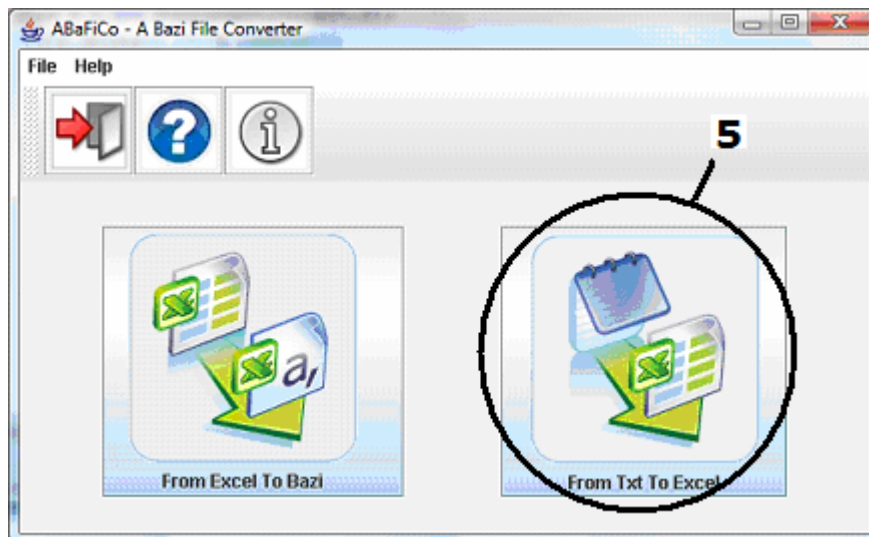 ABaFiCo - A Bazi File Converter
File Help
5
a,
From Excel To Bazi
From Txt To Excel